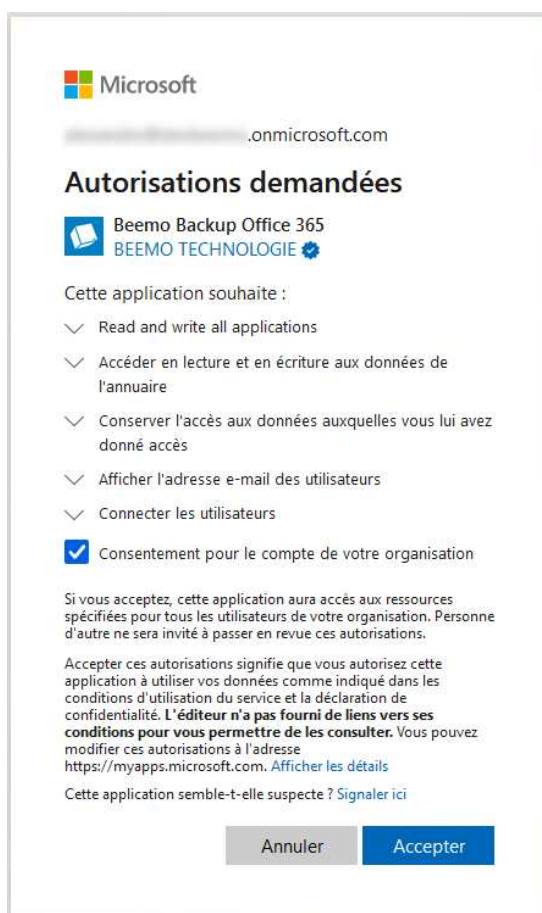 Microsoft
.onmicrosoft.com
Autorisations demandées
Beemo Backup Office 365
BEEMO TECHNOLOGIE
Cette application souhaite :
Read and write all applications
Accéder en lecture et en écriture aux données de
l'annuaire
Conserver l'accès aux données auxquelles vous lui avez
donné accès
Afficher l'adresse e-mail des utilisateurs
Connecter les utilisateurs
Consentement pour le compte de votre organisation
Si vous acceptez, cette application aura accès aux ressources
spécifiées pour tous les utilisateurs de votre organisation. Personne
d'autre ne sera invité à passer en revue ces autorisations.
Accepter ces autorisations signifie que vous autorisez cette
application à utiliser vos données comme indiqué dans les
conditions d'utilisation du service et la déclaration de
confidentialité. L'éditeur n'a pas fourni de liens vers ses
conditions pour vous permettre de les consulter. Vous pouvez
modifier ces autorisations à l'adresse
https://myapps.microsoft.com. Afficher les détails
Cette application semble-t-elle suspecte ? Signaler ici
Annuler
Accepter